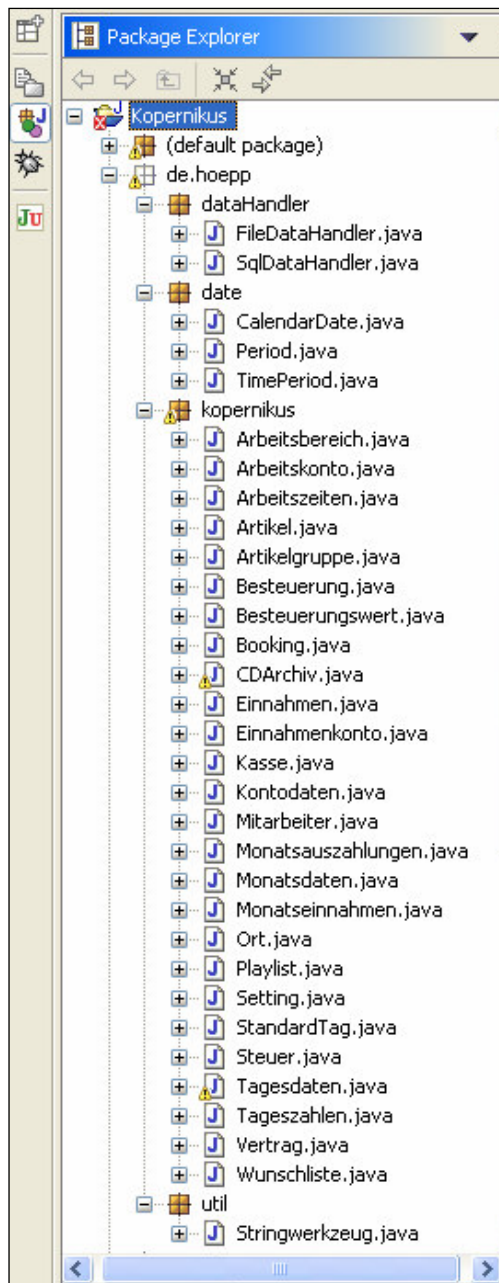 Package Explorer
Kopernikus
(default package)
de.hoepp
dataHandler
FileDataHandler.java
SqlDataHandler.java
date
CalendarDate.java
Period.java
TimePeriod.java
kopernikus
Arbeitsbereich.java
Arbeitskonto.java
Arbeitszeiten.java
Artikel.java
Artikelgruppe.java
Besteuerung.java
Besteuerungswert.java
Booking.java
CDArchiv.java
Einnahmen.java
Einnahmenkonto.java
Kasse.java
Kontodaten.java
Mitarbeiter.java
Monatsauszahlungen.java
Monatsdaten.java
Monatseinnahmen.java
Ort.java
Playlist.java
Setting.java
StandardTag.java
Steuer.java
Tagesdaten.java
Tageszahlen.java
Vertrag.java
Wunschliste.java
util
Stringwerkzeug.java
J
JU